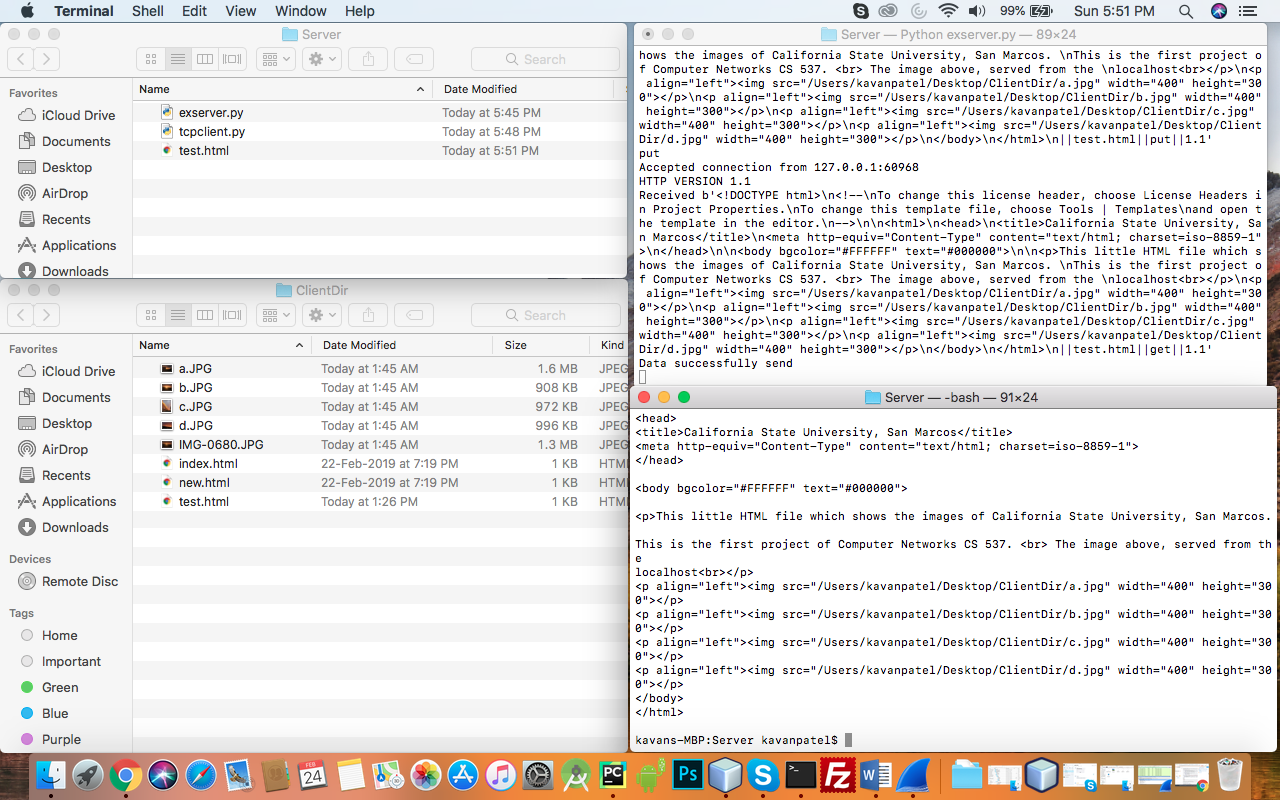 Terminal Shell Edit View Window Help 99% Sun 5:51 PM
Server
Search
Favorites
iCloud Drive
Documents
Desktop
AirDrop
Recents
Applications
Downloads
Name Date Modified
exserver.py Today at 5:45 PM
tcpclient.py Today at 5:48 PM
test.html Today at 5:51 PM
Server — Python exserver.py — 89×24
hows the images of California State University, San Marcos. \nThis is the first project o
f Computer Networks CS 537. <br> The image above, served from the \nlocalhost<br></p>\n<p
 align="left"><img src="/Users/kavanpatel/Desktop/ClientDir/a.jpg" width="400" height="30
0"></p>\n<p align="left"><img src="/Users/kavanpatel/Desktop/ClientDir/b.jpg" width="400"
 height="300"></p>\n<p align="left"><img src="/Users/kavanpatel/Desktop/ClientDir/c.jpg"
width="400" height="300"></p>\n<p align="left"><img src="/Users/kavanpatel/Desktop/Client
Dir/d.jpg" width="400" height="300"></p>\n</body>\n</html>\n||test.html||put||1.1'
put
Accepted connection from 127.0.0.1:60968
HTTP VERSION 1.1
Received b'<!DOCTYPE html>\n<!--\nTo change this license header, choose License Headers i
n Project Properties.\nTo change this template file, choose Tools | Templates\nand open t
he template in the editor.\n-->\n\n<html>\n<head>\n<title>California State University, Sa
n Marcos</title>\n<meta http-equiv="Content-Type" content="text/html; charset=iso-8859-1"
>\n</head>\n\n<body bgcolor="#FFFFFF" text="#000000">\n\n<p>This little HTML file which s
hows the images of California State University, San Marcos. \nThis is the first project o
f Computer Networks CS 537. <br> The image above, served from the \nlocalhost<br></p>\n<p
 align="left"><img src="/Users/kavanpatel/Desktop/ClientDir/a.jpg" width="400" height="30
0"></p>\n<p align="left"><img src="/Users/kavanpatel/Desktop/ClientDir/b.jpg" width="400"
 height="300"></p>\n<p align="left"><img src="/Users/kavanpatel/Desktop/ClientDir/c.jpg"
width="400" height="300"></p>\n<p align="left"><img src="/Users/kavanpatel/Desktop/Client
Dir/d.jpg" width="400" height="300"></p>\n</body>\n</html>\n||test.html||get||1.1'
Data successfully send
ClientDir
Search
Favorites
iCloud Drive
Documents
Desktop
AirDrop
Recents
Applications
Downloads
Devices
Remote Disc
Tags
Home
Important
Green
Blue
Purple
Name Date Modified Size Kind
a.JPG Today at 1:45 AM 1.6 MB JPEG
b.JPG Today at 1:45 AM 908 KB JPEG
c.JPG Today at 1:45 AM 972 KB JPEG
d.JPG Today at 1:45 AM 996 KB JPEG
IMG-0680.JPG Today at 1:45 AM 1.3 MB JPEG
index.html 22-Feb-2019 at 7:19 PM 1 KB HTM
new.html 22-Feb-2019 at 7:19 PM 1 KB HTM
test.html Today at 1:26 PM 1 KB HTM
Server — -bash — 91×24
<head>
<title>California State University, San Marcos</title>
<meta http-equiv="Content-Type" content="text/html; charset=iso-8859-1">
</head>
<body bgcolor="#FFFFFF" text="#000000">
<p>This little HTML file which shows the images of California State University, San Marcos.
This is the first project of Computer Networks CS 537. <br> The image above, served from th
e
localhost<br></p>
<p align="left"><img src="/Users/kavanpatel/Desktop/ClientDir/a.jpg" width="400" height="30
0"></p>
<p align="left"><img src="/Users/kavanpatel/Desktop/ClientDir/b.jpg" width="400" height="30
0"></p>
<p align="left"><img src="/Users/kavanpatel/Desktop/ClientDir/c.jpg" width="400" height="30
0"></p>
<p align="left"><img src="/Users/kavanpatel/Desktop/ClientDir/d.jpg" width="400" height="30
0"></p>
</body>
</html>
kavans-MBP:Server kavanpatel$
FEB
24
PC
Ps
S
Fz
W